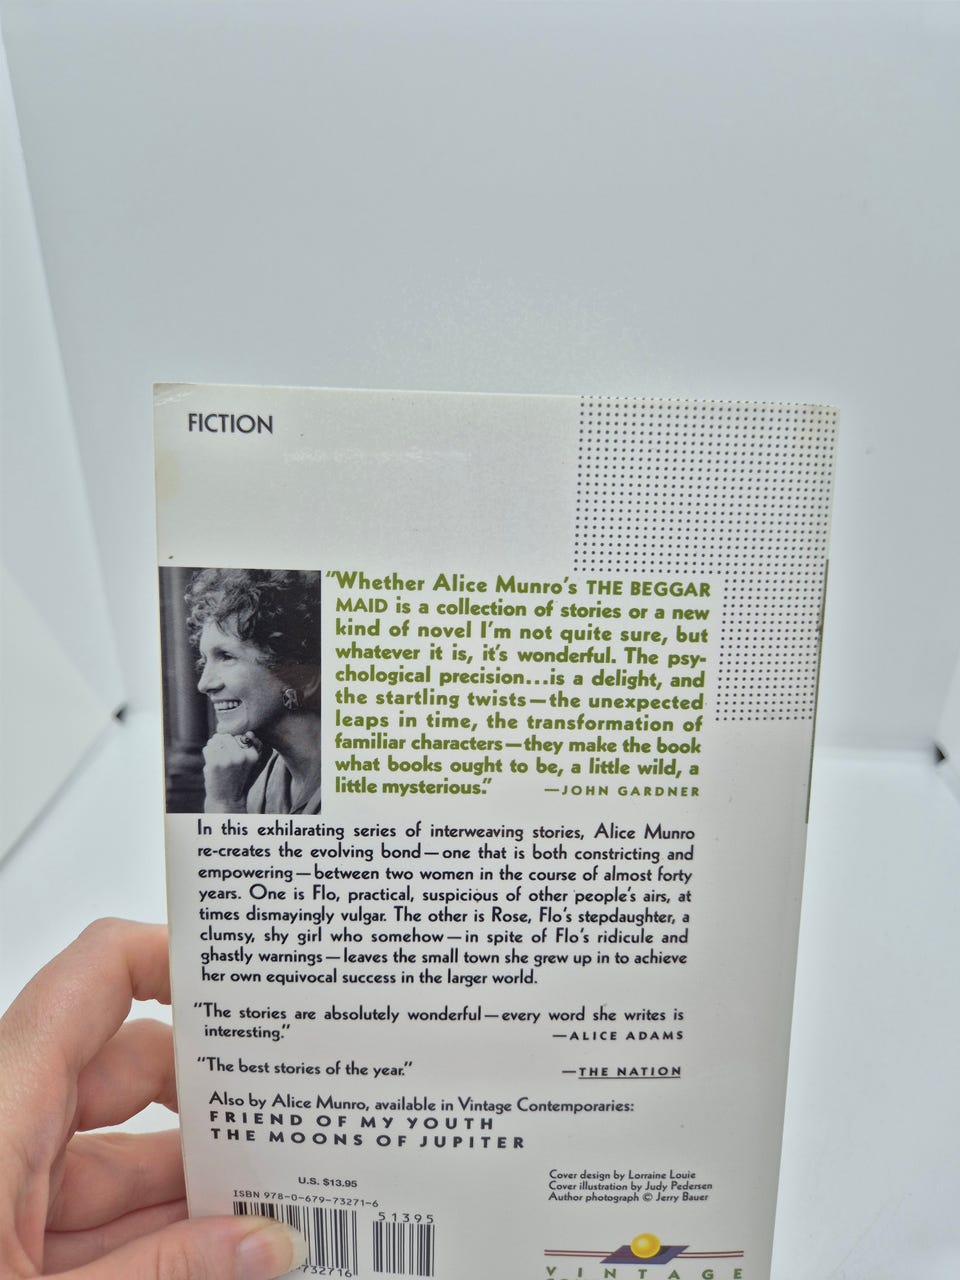 FICTION
“Whether Alice Munro’s THE BEGGAR
MAID is a collection of stories or a new
kind of novel I’m not quite sure, but
whatever it is, it’s wonderful. The psy-
chological precision...is a delight, and
the startling twists—the unexpected
leaps in time, the transformation of
familiar characters—they make the book
what books ought to be, a little wild, a
little mysterious.” —JOHN GARDNER
In this exhilarating series of interweaving stories, Alice Munro
re-creates the evolving bond—one that is both constricting and
empowering—between two women in the course of almost forty
years. One is Flo, practical, suspicious of other people’s airs, at
times dismayingly vulgar. The other is Rose, Flo’s stepdaughter, a
clumsy, shy girl who somehow—in spite of Flo’s ridicule and
ghastly warnings—leaves the small town she grew up in to achieve
her own equivocal success in the larger world.
“The stories are absolutely wonderful—every word she writes is
interesting.” —ALICE ADAMS
“The best stories of the year.” —THE NATION
Also by Alice Munro, available in Vintage Contemporaries:
FRIEND OF MY YOUTH
THE MOONS OF JUPITER
U.S. $13.95
ISBN 978-0-679-73271-6
51395
732716
Cover design by Lorraine Louie
Cover illustration by Judy Pedersen
Author photograph © Jerry Bauer
VINTAGE